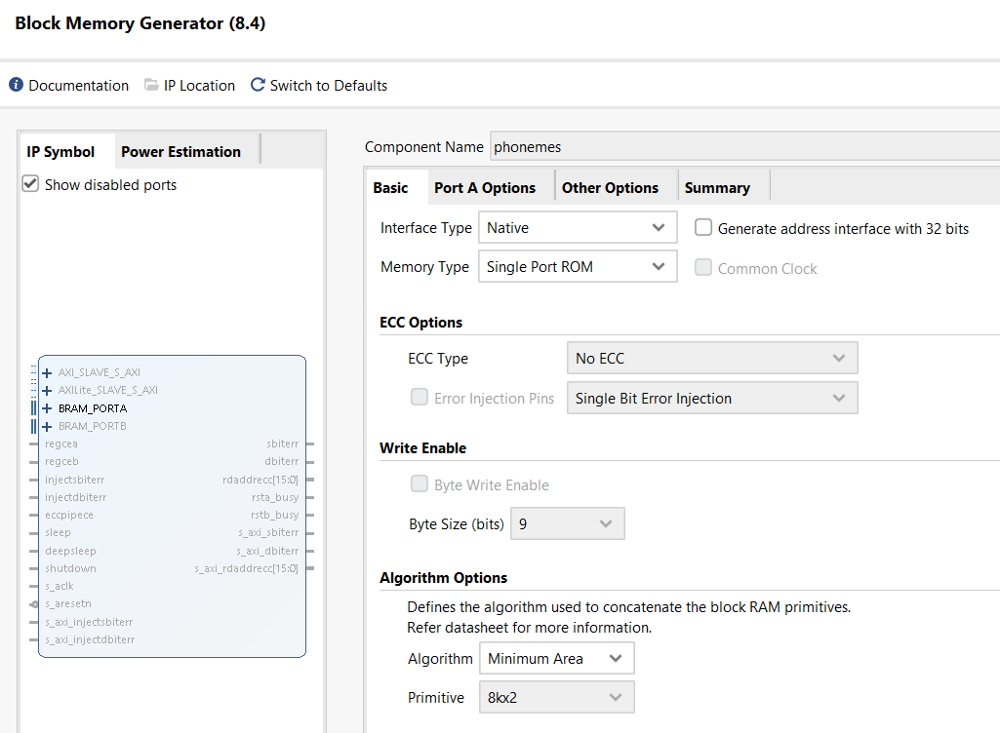 Block Memory Generator (8.4)
Documentation IP Location Switch to Defaults
IP Symbol Power Estimation
Show disabled ports
AXI_SLAVE_S_AXI
AXILite_SLAVE_S_AXI
BRAM_PORTA
BRAM_PORTB
regcea sbiterr
regceb dbiterr
injectsbiterr rdaddrecc[15:0]
injectdbiterr rsta_busy
eccpipece rstb_busy
sleep s_axi_sbiterr
deepsleep s_axi_dbiterr
shutdown s_axi_rdaddrecc[15:0]
s_aclk
s_aresetn
s_axi_injectsbiterr
s_axi_injectdbiterr
Component Name phonemes
Basic Port A Options Other Options Summary
Interface Type Native Generate address interface with 32 bits
Memory Type Single Port ROM Common Clock
ECC Options
ECC Type No ECC
Error Injection Pins Single Bit Error Injection
Write Enable
Byte Write Enable
Byte Size (bits) 9
Algorithm Options
Defines the algorithm used to concatenate the block RAM primitives.
Refer datasheet for more information.
Algorithm Minimum Area
Primitive 8kx2